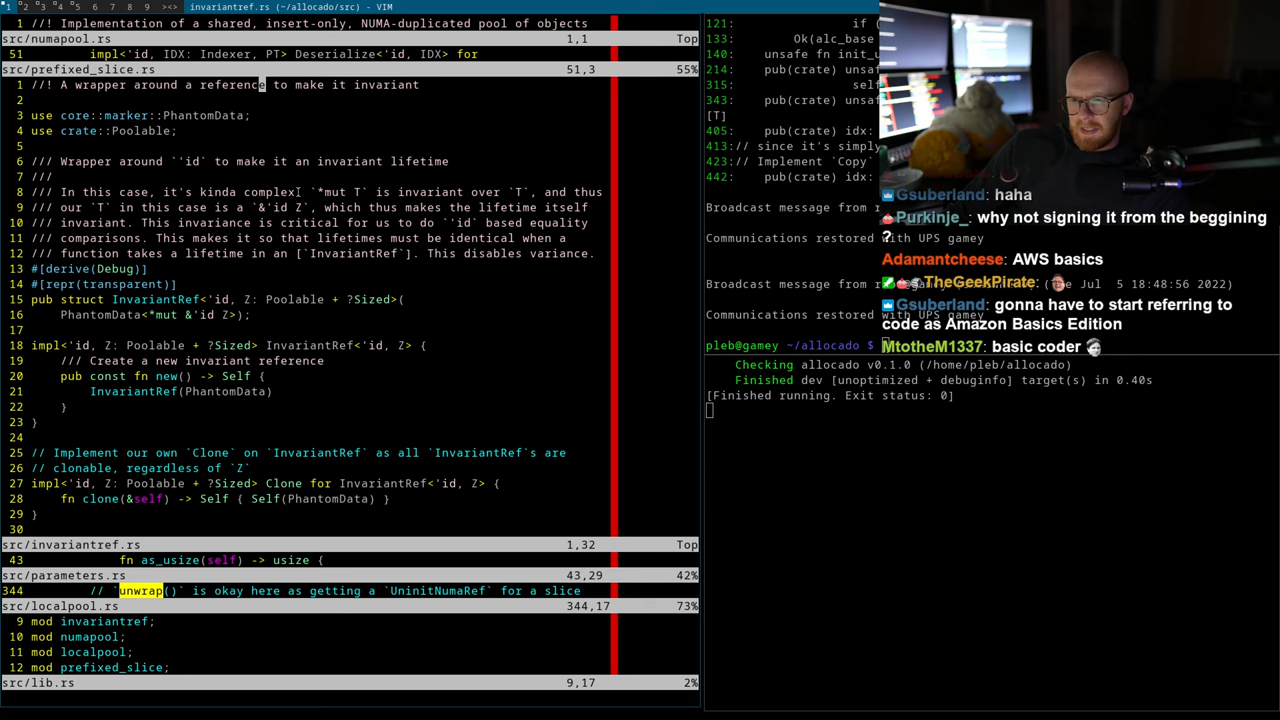 1 2 3 4 5 6 7 8 9 ><> invariantref.rs (~/allocado/src) - VIM
1 //! Implementation of a shared, insert-only, NUMA-duplicated pool of objects
src/numapool.rs 1,1 Top
51 impl<'id, IDX: Indexer, PT> Deserialize<'id, IDX> for
src/prefixed_slice.rs 51,3 55%
1 //! A wrapper around a reference to make it invariant
2
3 use core::marker::PhantomData;
4 use crate::Poolable;
5
6 /// Wrapper around `'id` to make it an invariant lifetime
7 ///
8 /// In this case, it's kinda complex, `*mut T` is invariant over `T`, and thus
9 /// our `T` in this case is a `&'id Z`, which thus makes the lifetime itself
10 /// invariant. This invariance is critical for us to do `'id` based equality
11 /// comparisons. This makes it so that lifetimes must be identical when a
12 /// function takes a lifetime in an [`InvariantRef`]. This disables variance.
13 #[derive(Debug)]
14 #[repr(transparent)]
15 pub struct InvariantRef<'id, Z: Poolable + ?Sized>(
16 PhantomData<*mut &'id Z>);
17
18 impl<'id, Z: Poolable + ?Sized> InvariantRef<'id, Z> {
19 /// Create a new invariant reference
20 pub const fn new() -> Self {
21 InvariantRef(PhantomData)
22 }
23 }
24
25 // Implement our own `Clone` on `InvariantRef` as all `InvariantRef`s are
26 // clonable, regardless of `Z`
27 impl<'id, Z: Poolable + ?Sized> Clone for InvariantRef<'id, Z> {
28 fn clone(&self) -> Self { Self(PhantomData) }
29 }
30
src/invariantref.rs 1,32 Top
43 fn as_usize(self) -> usize {
src/parameters.rs 43,29 42%
344 // `unwrap()` is okay here as getting a `UninitNumaRef` for a slice
src/localpool.rs 344,17 73%
9 mod invariantref;
10 mod numapool;
11 mod localpool;
12 mod prefixed_slice;
src/lib.rs 9,17 2%
121: if (
133: Ok(alc_base
140: unsafe fn init_u
214: pub(crate) unsaf
315: self
343: pub(crate) unsaf
[T]
405: pub(crate) idx:
413:// since it's simply
423:// Implement `Copy`
442: pub(crate) idx:
Broadcast message from r
Communications restored with UPS gamey
Broadcast message from (Tue Jul 5 18:48:56 2022)
Communications restored with UPS gamey
pleb@gamey ~/allocado $
Checking allocado v0.1.0 (/home/pleb/allocado)
Finished dev [unoptimized + debuginfo] target(s) in 0.40s
[Finished running. Exit status: 0]
Gsuberland: haha
Purkinje_: why not signing it from the beggining
?
Adamantcheese: AWS basics
TheGeekPirate:
Gsuberland: gonna have to start referring to
code as Amazon Basics Edition
MtotheM1337: basic coder